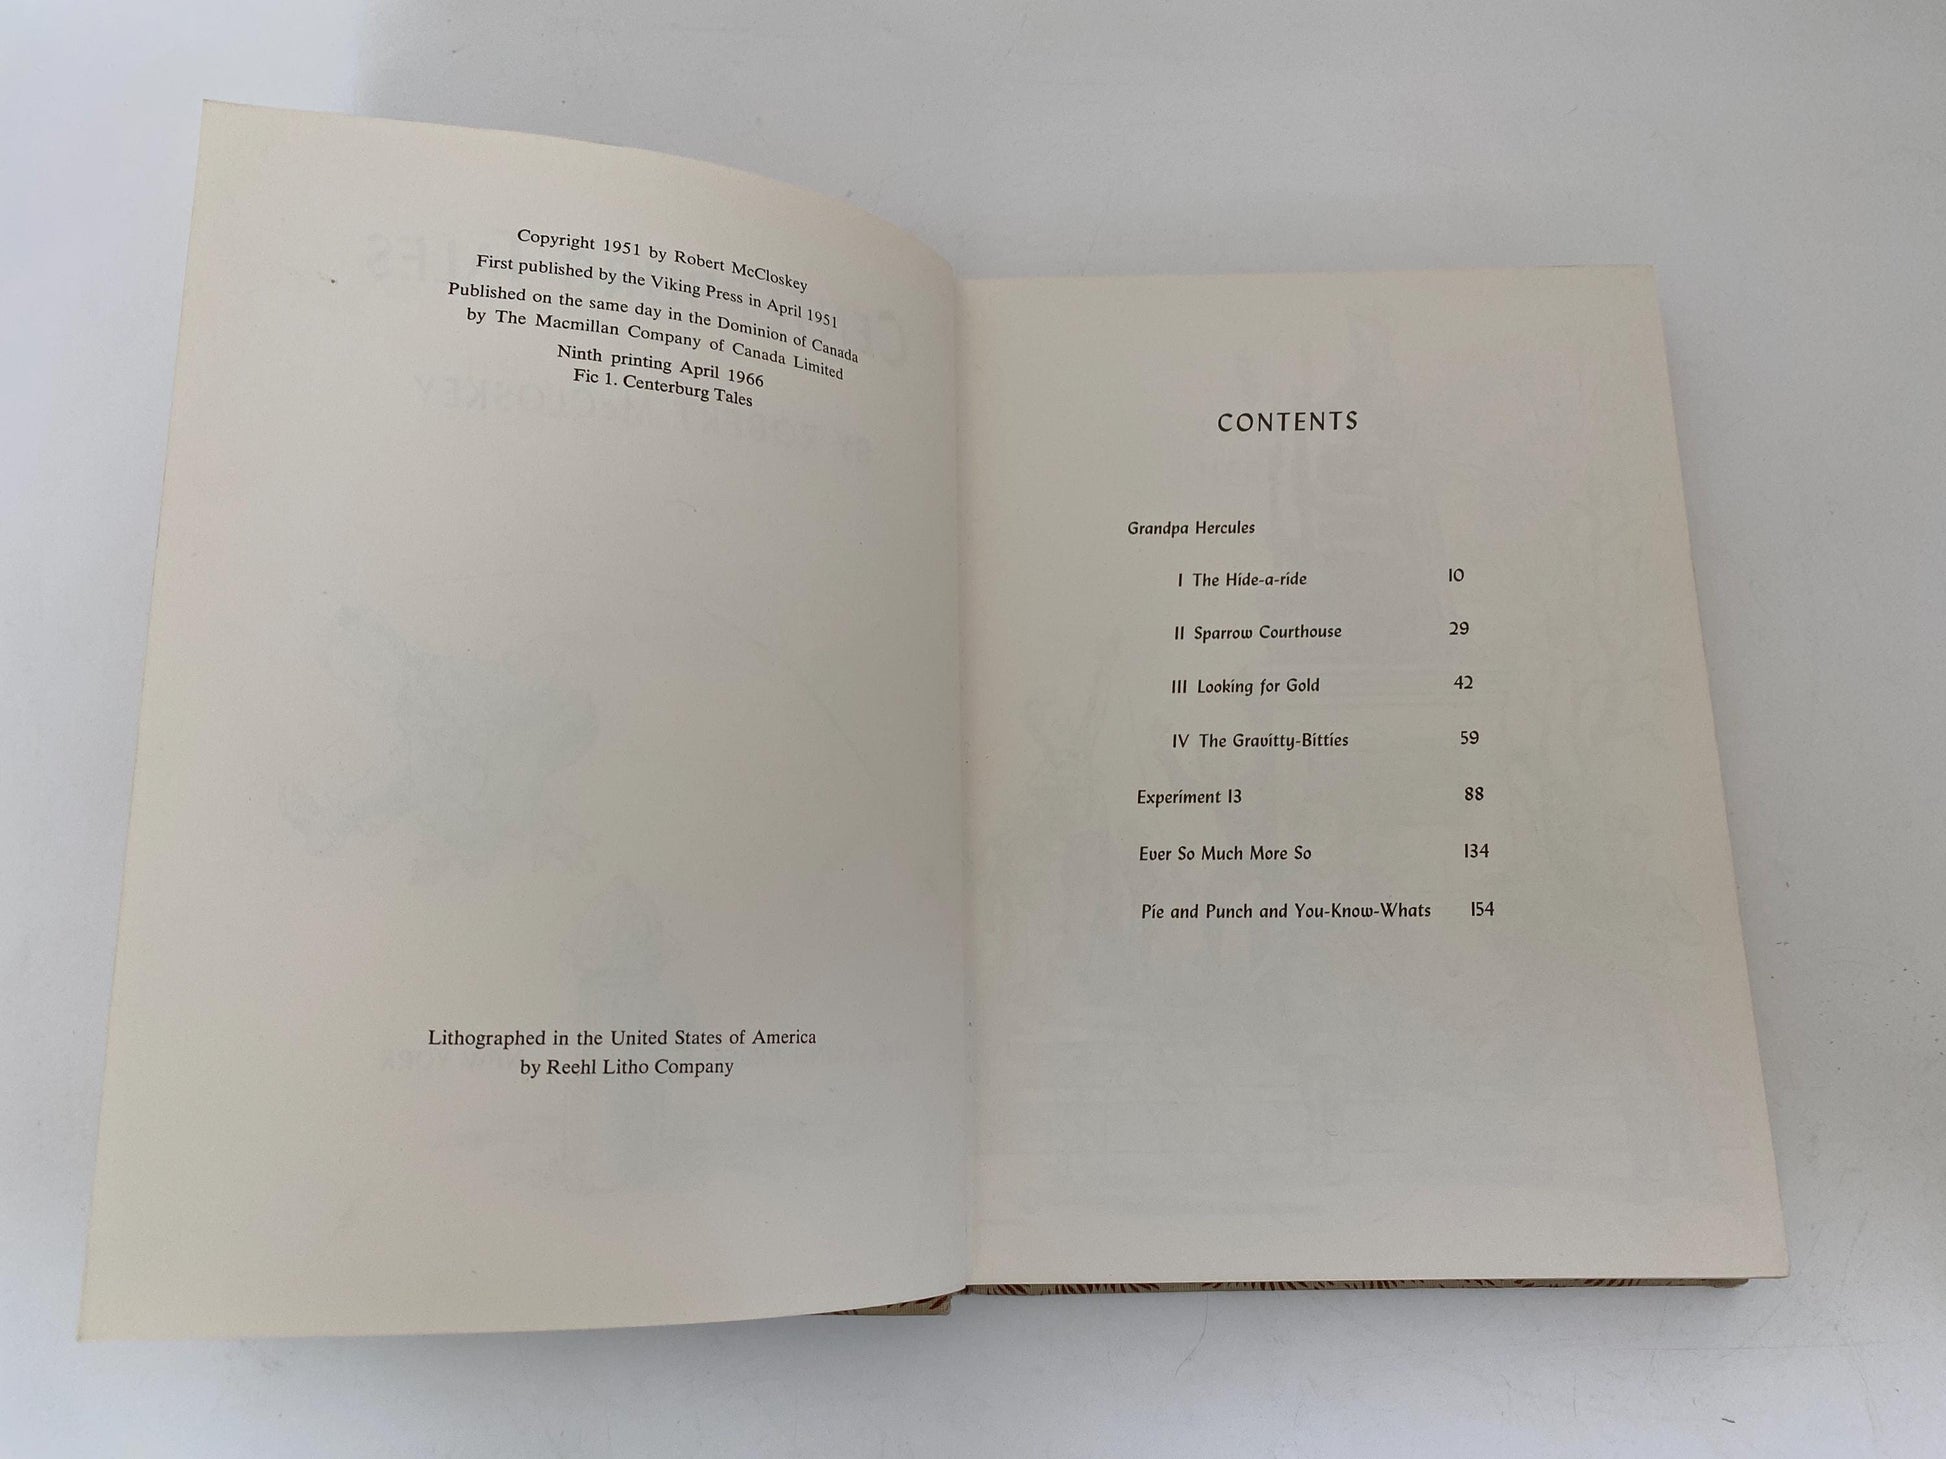 Copyright 1951 by Robert McCloskey
First published by the Viking Press in April 1951
Published on the same day in the Dominion of Canada
by The Macmillan Company of Canada Limited
Ninth printing April 1966
Fic 1. Centerburg Tales
Lithographed in the United States of America
by Reehl Litho Company
CONTENTS
Grandpa Hercules
I The Hide-a-ride 10
II Sparrow Courthouse 29
III Looking for Gold 42
IV The Gravitty-Bitties 59
Experiment 13 88
Ever So Much More So 134
Pie and Punch and You-Know-Whats 154